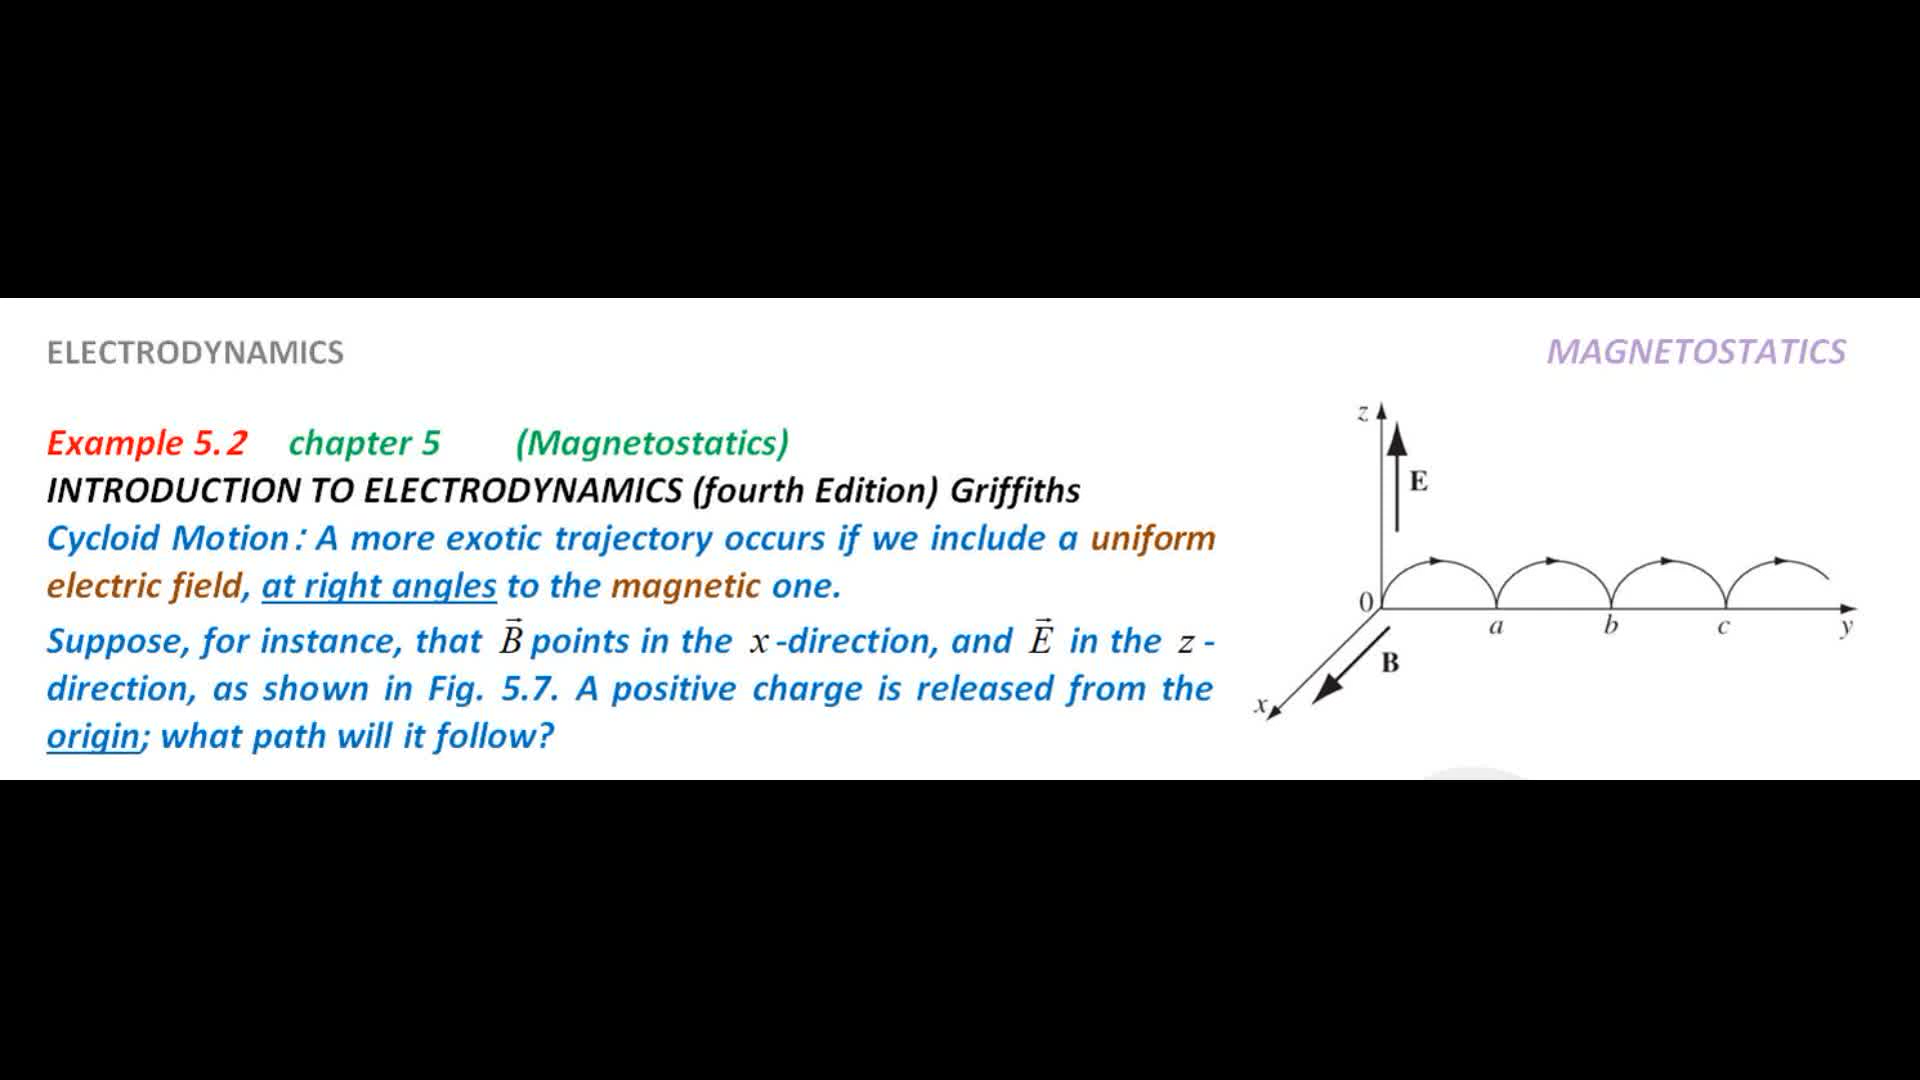 ELECTRODYNAMICS
MAGNETOSTATICS
Example 5.2 chapter 5 (Magnetostatics)
INTRODUCTION TO ELECTRODYNAMICS (fourth Edition) Griffiths
Cycloid Motion: A more exotic trajectory occurs if we include a uniform
electric field, at right angles to the magnetic one.
Suppose, for instance, that B⃗ points in the x-direction, and E⃗ in the z-
direction, as shown in Fig. 5.7. A positive charge is released from the
origin; what path will it follow?
z
E
0
a b c y
B
x